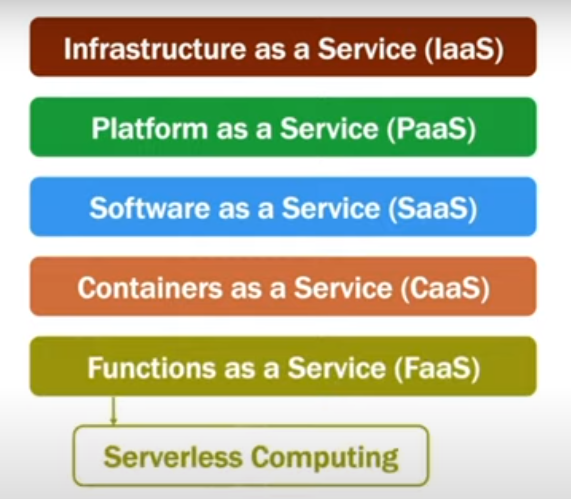 Infrastructure as a Service (IaaS)
Platform as a Service (PaaS)
Software as a Service (SaaS)
Containers as a Service (CaaS)
Functions as a Service (FaaS)
Serverless Computing